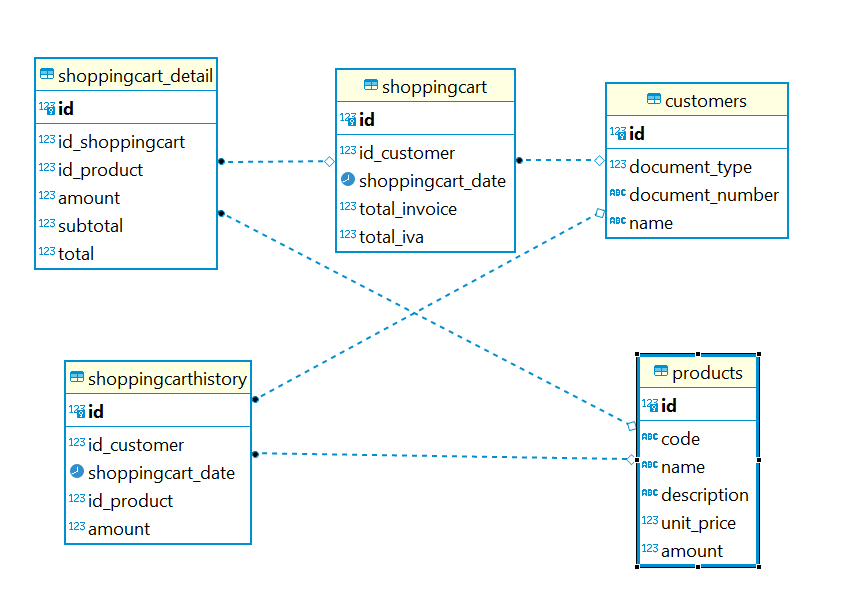 shoppingcart_detail
123 id
123 id_shoppingcart
123 id_product
123 amount
123 subtotal
123 total
shoppingcart
123 id
123 id_customer
shoppingcart_date
123 total_invoice
123 total_iva
customers
123 id
123 document_type
ABC document_number
ABC name
shoppingcarthistory
123 id
123 id_customer
shoppingcart_date
123 id_product
123 amount
products
123 id
ABC code
ABC name
ABC description
123 unit_price
123 amount